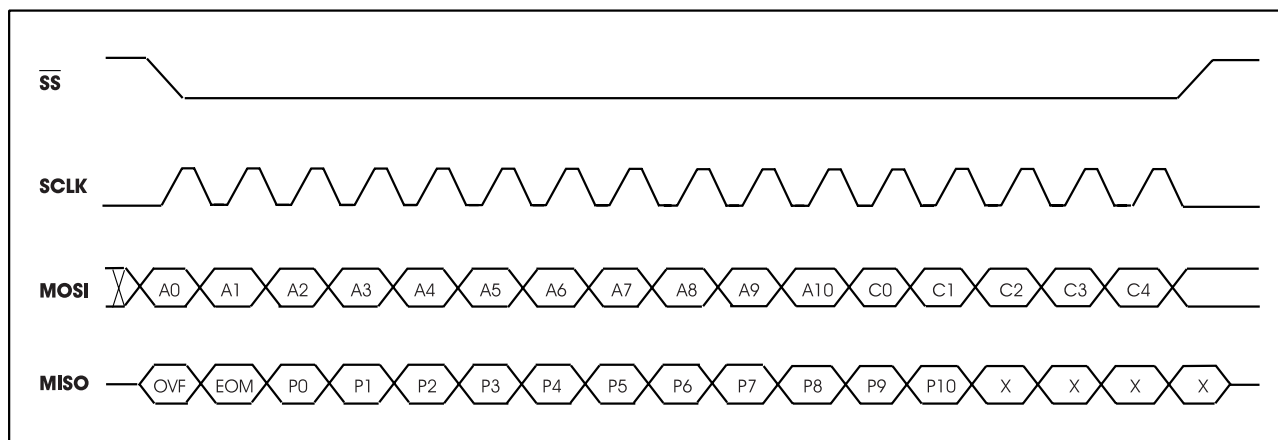 SS
SCLK
MOSI A0 A1 A2 A3 A4 A5 A6 A7 A8 A9 A10 C0 C1 C2 C3 C4
MISO OVF EOM P0 P1 P2 P3 P4 P5 P6 P7 P8 P9 P10 X X X X